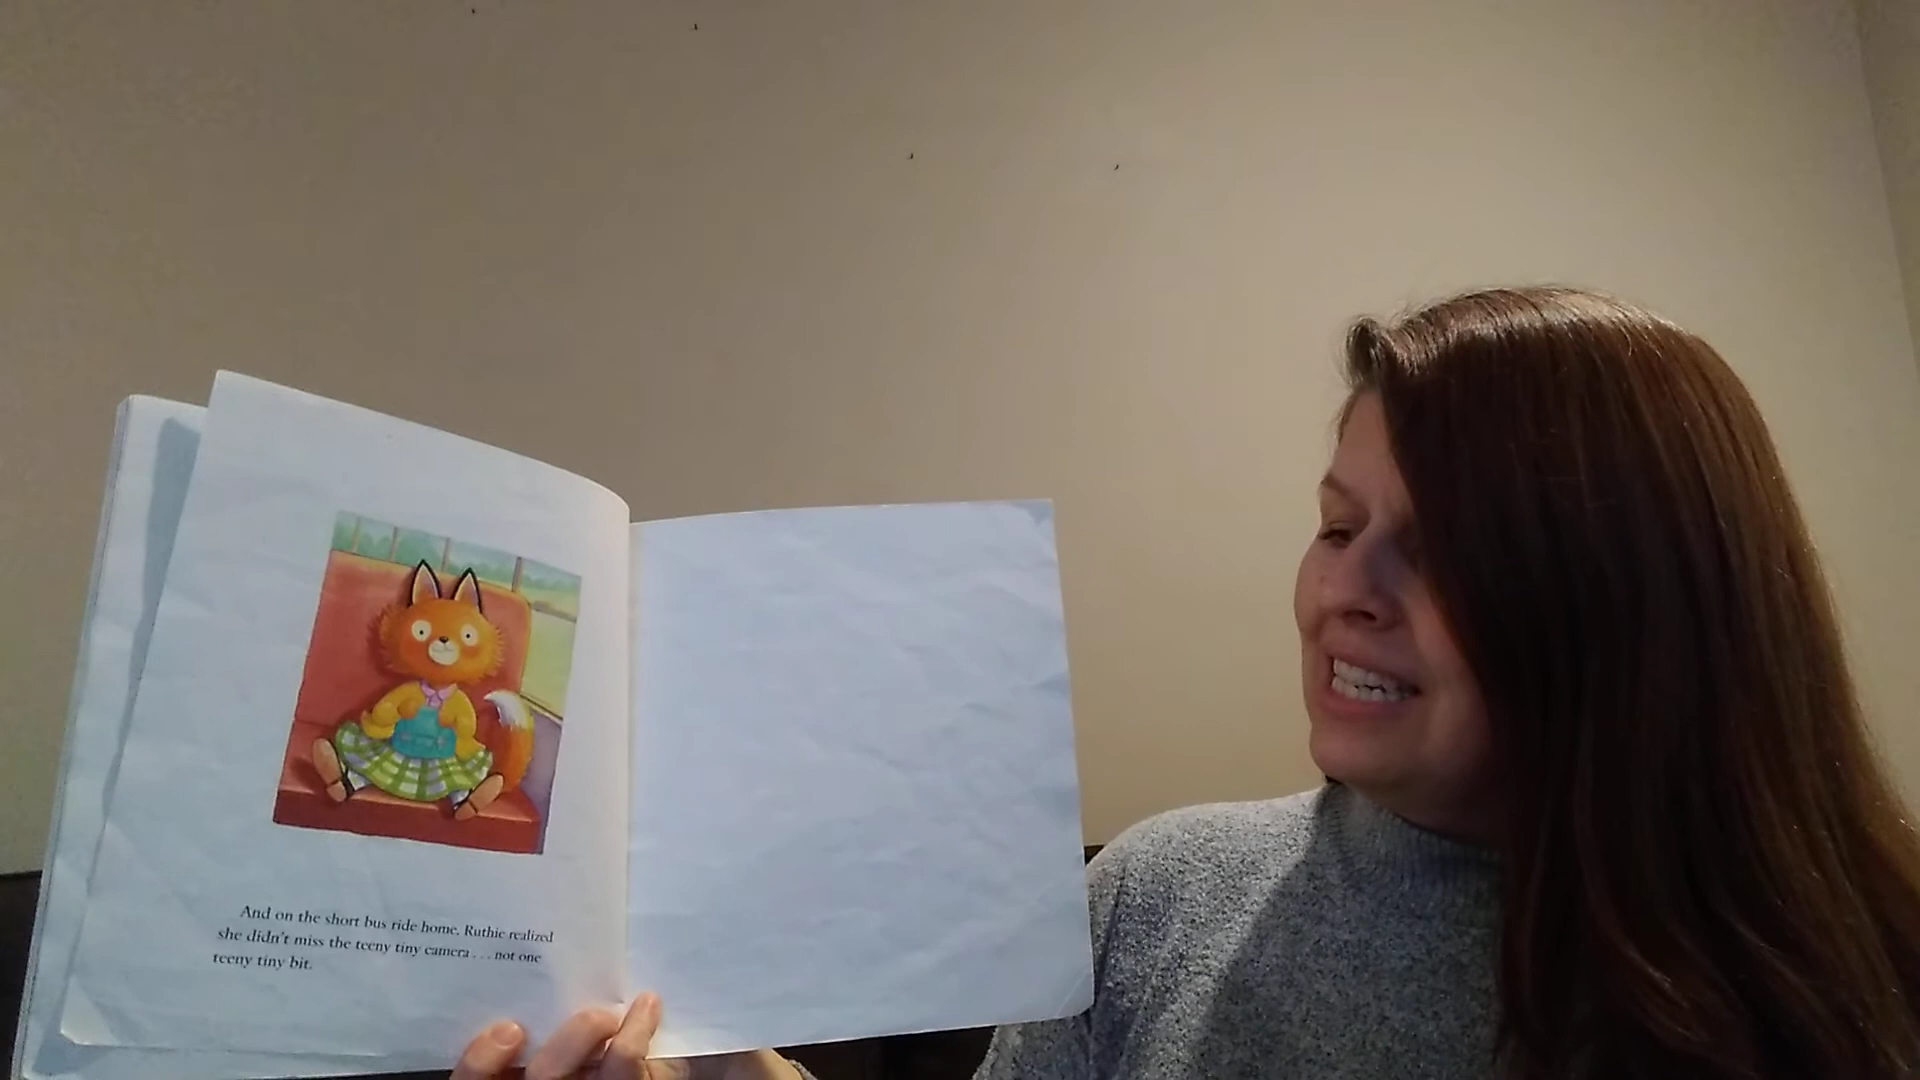 And on the short bus ride home, Ruthie realized
she didn't miss the teeny tiny camera . . . not one
teeny tiny bit.